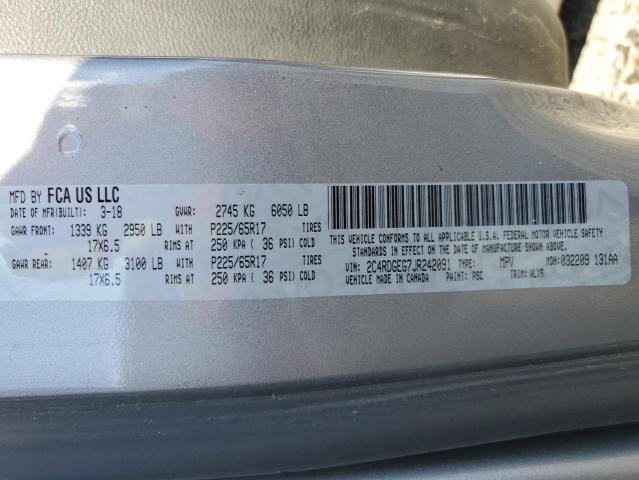 MFD BY FCA US LLC
DATE OF MFR(BUILT): 3-18 GVWR: 2745 KG 6050 LB
GAWR FRONT: 1339 KG 2950 LB WITH P225/65R17 TIRES
17X6.5 RIMS AT 250 KPA ( 36 PSI) COLD
GAWR REAR: 1407 KG 3100 LB WITH P225/65R17 TIRES
17X6.5 RIMS AT 250 KPA ( 36 PSI) COLD
THIS VEHICLE CONFORMS TO ALL APPLICABLE U.S.A. FEDERAL MOTOR VEHICLE SAFETY
STANDARDS IN EFFECT ON THE DATE OF MANUFACTURE SHOWN ABOVE.
VIN: 2C4RDGEG7JR242091 TYPE: MPV MDH: 032209 131AA
VEHICLE MADE IN CANADA PAINT: PSC TRIM: ALX9